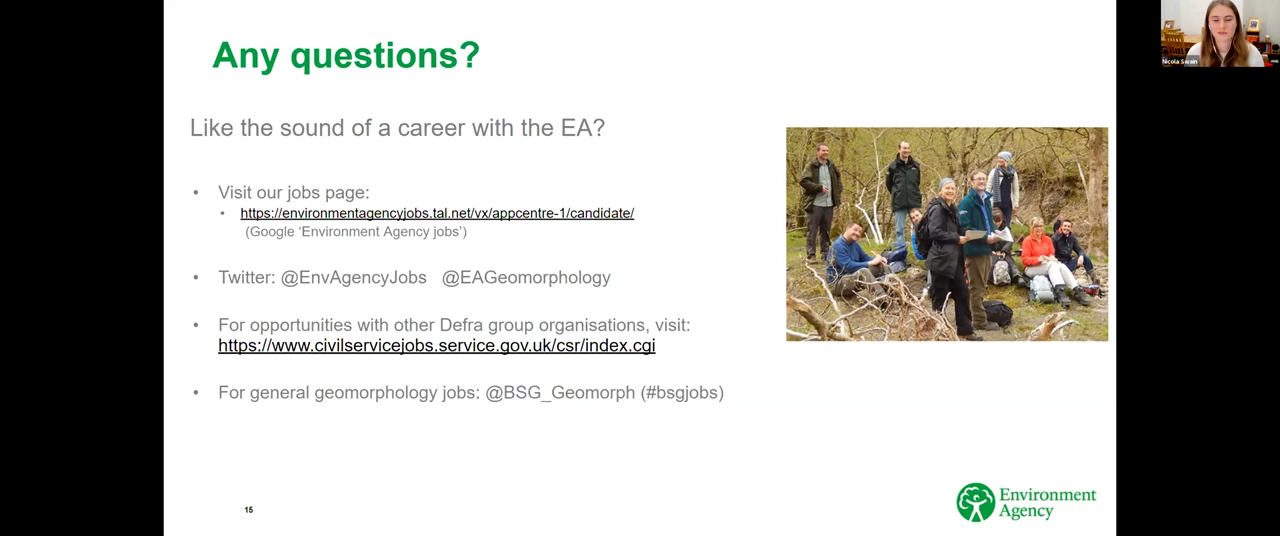 Any questions?
Nicola Swain
Like the sound of a career with the EA?
• Visit our jobs page:
• https://environmentagencyjobs.tal.net/vx/appcentre-1/candidate/
(Google ‘Environment Agency jobs’)
• Twitter: @EnvAgencyJobs @EAGeomorphology
• For opportunities with other Defra group organisations, visit:
https://www.civilservicejobs.service.gov.uk/csr/index.cgi
• For general geomorphology jobs: @BSG_Geomorph (#bsgjobs)
15
Environment
Agency